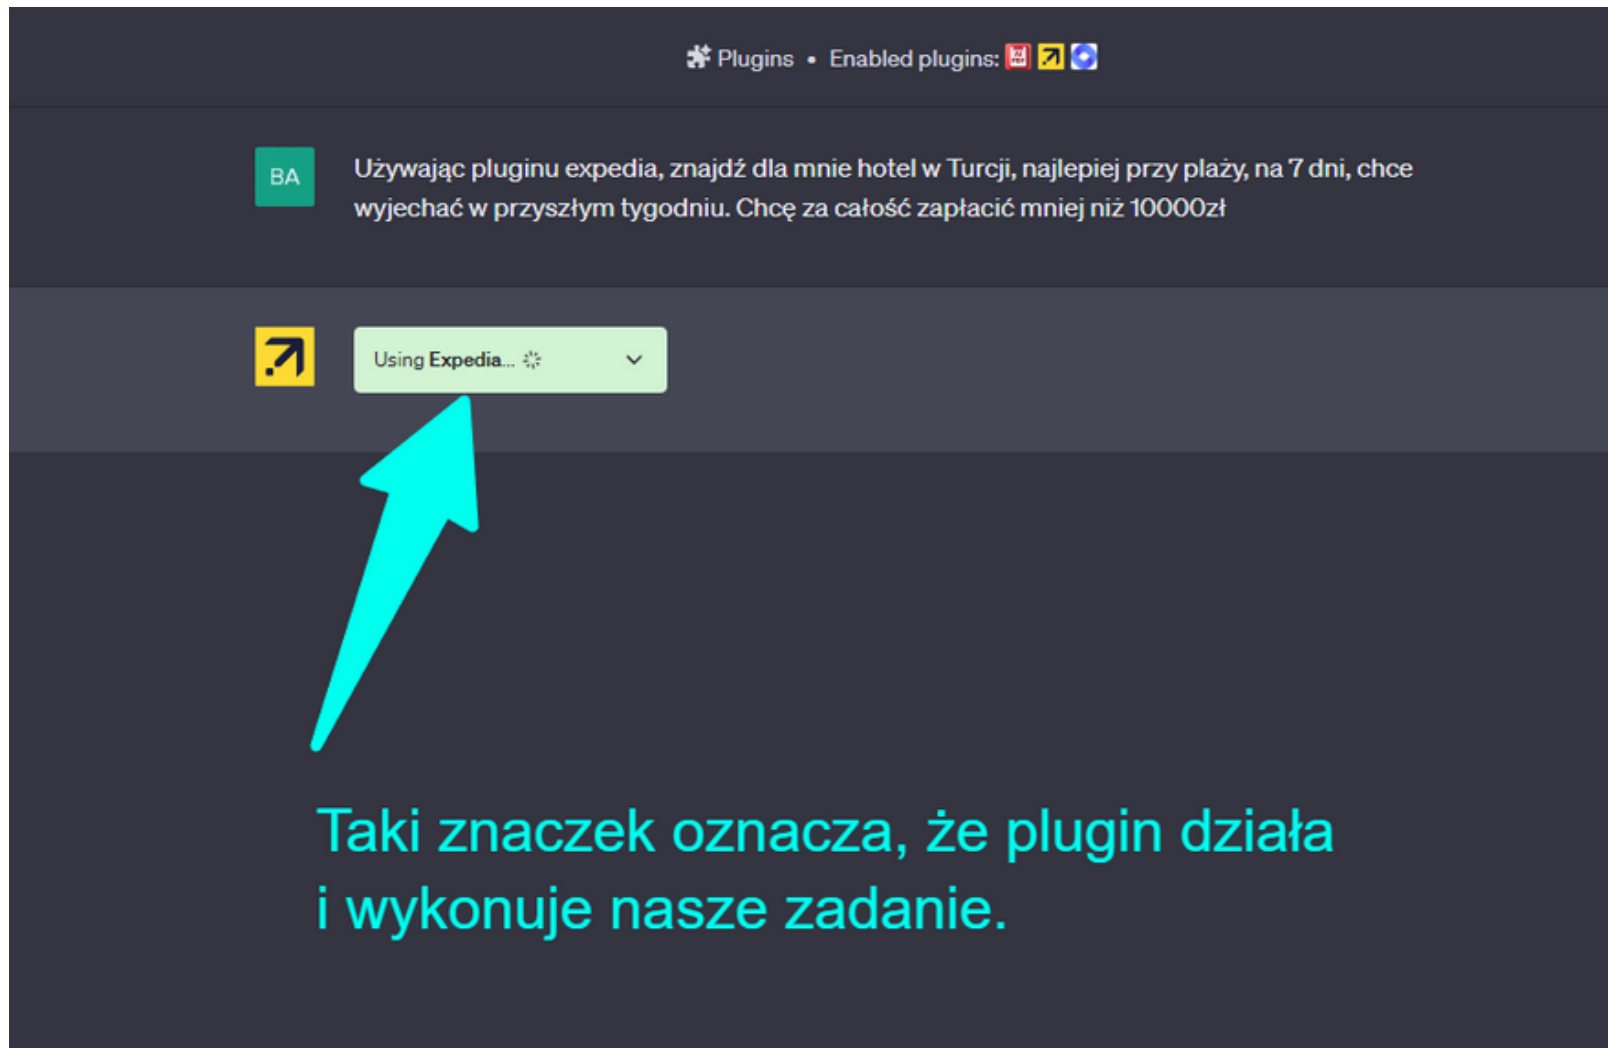 Plugins • Enabled plugins:
BA
Używając pluginu expedia, znajdź dla mnie hotel w Turcji, najlepiej przy plaży, na 7 dni, chce
wyjechać w przyszłym tygodniu. Chcę za całość zapłacić mniej niż 10000zł
Using Expedia...
Taki znaczek oznacza, że plugin działa
i wykonuje nasze zadanie.